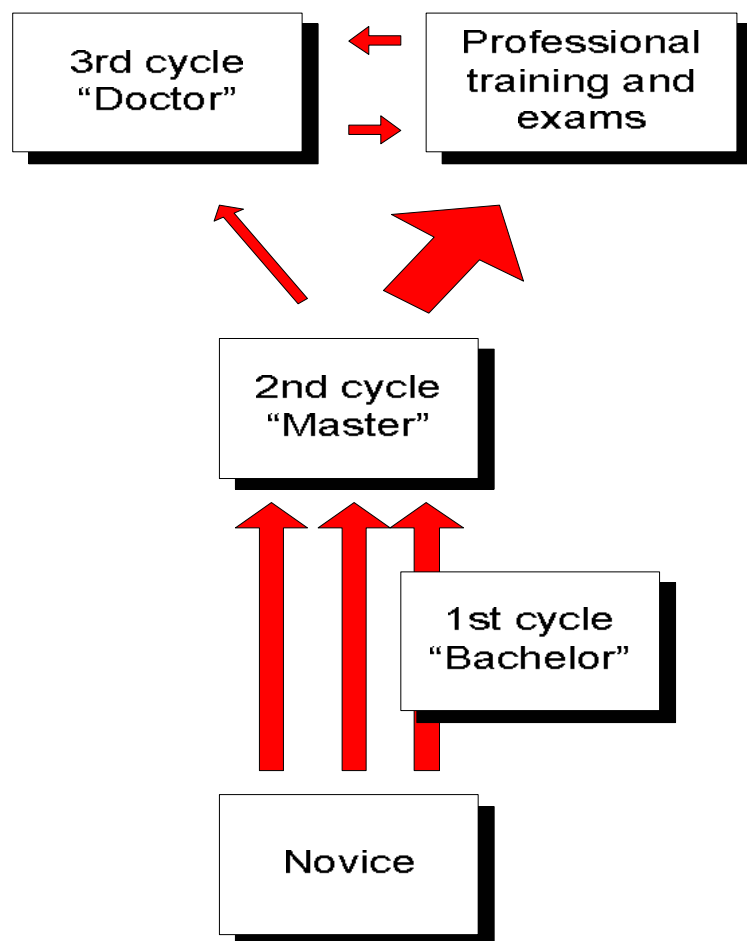 3rd cycle
“Doctor”
Professional
training and
exams
2nd cycle
“Master”
1st cycle
“Bachelor”
Novice